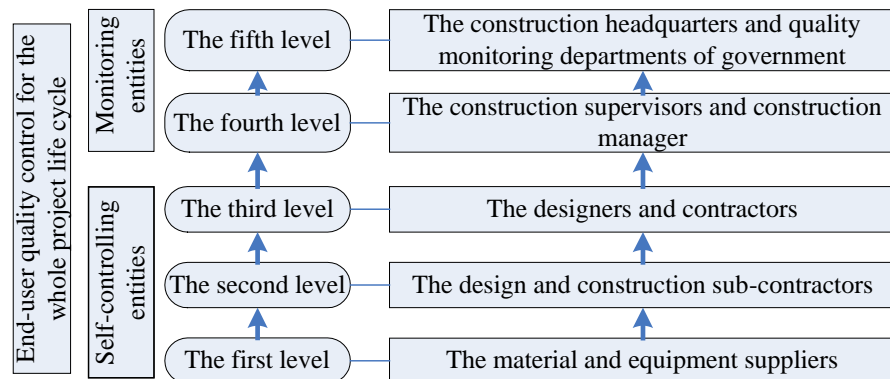 End-user quality control for the
whole project life cycle
Monitoring
entities
The fifth level
The construction headquarters and quality
monitoring departments of government
The fourth level
The construction supervisors and construction
manager
Self-controlling
entities
The third level
The designers and contractors
The second level
The design and construction sub-contractors
The first level
The material and equipment suppliers